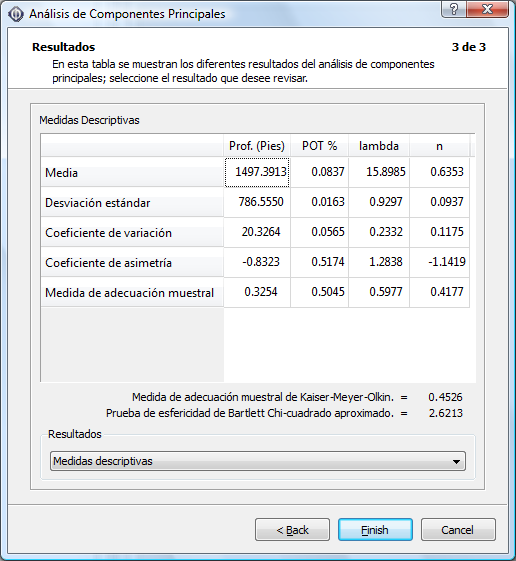 Análisis de Componentes Principales
Resultados 3 de 3
En esta tabla se muestran los diferentes resultados del análisis de componentes
principales; seleccione el resultado que desee revisar.
Medidas Descriptivas
Prof. (Pies) POT % lambda n
Media 1497.3913 0.0837 15.8985 0.6353
Desviación estándar 786.5550 0.0163 0.9297 0.0937
Coeficiente de variación 20.3264 0.0565 0.2332 0.1175
Coeficiente de asimetría -0.8323 0.5174 1.2838 -1.1419
Medida de adecuación muestral 0.3254 0.5045 0.5977 0.4177
Medida de adecuación muestral de Kaiser-Meyer-Olkin. = 0.4526
Prueba de esfericidad de Bartlett Chi-cuadrado aproximado. = 2.6213
Resultados
Medidas descriptivas
< Back Finish Cancel